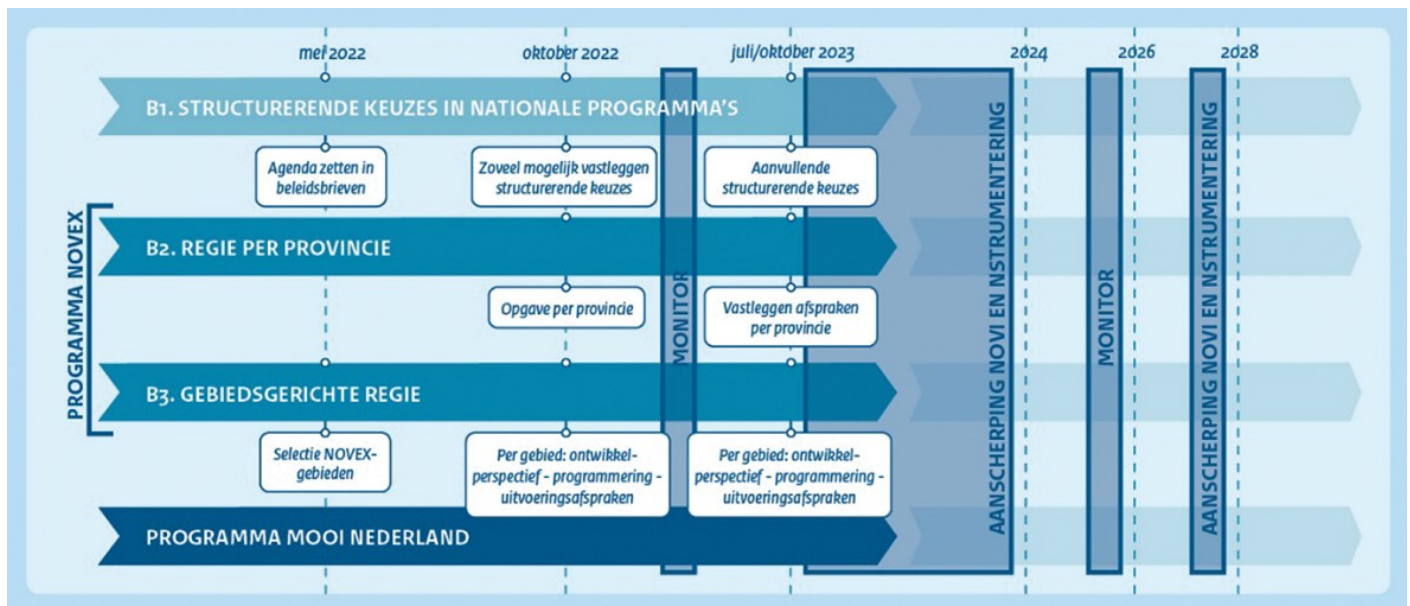 mei 2022
oktober 2022
juli/oktober 2023
2024
2026
2028
B1. STRUCTURERENDE KEUZES IN NATIONALE PROGRAMMA'S
Agenda zetten in
beleidsbrieven
Zoveel mogelijk vastleggen
structurerende keuzes
Aanvullende
structurerende keuzes
PROGRAMMA NOVEX
B2. REGIE PER PROVINCIE
Opgave per provincie
Vastleggen afspraken
per provincie
B3. GEBIEDSGERICHTE REGIE
Selectie NOVEX-
gebieden
Per gebied: ontwikkel-
perspectief - programmering -
uitvoeringsafspraken
Per gebied: ontwikkel-
perspectief - programmering -
uitvoeringsafspraken
PROGRAMMA MOOI NEDERLAND
MONITOR
AANSCHERPING NOVI EN NSTRUMENTERING
MONITOR
AANSCHERPING NOVI EN NSTRUMENTERING